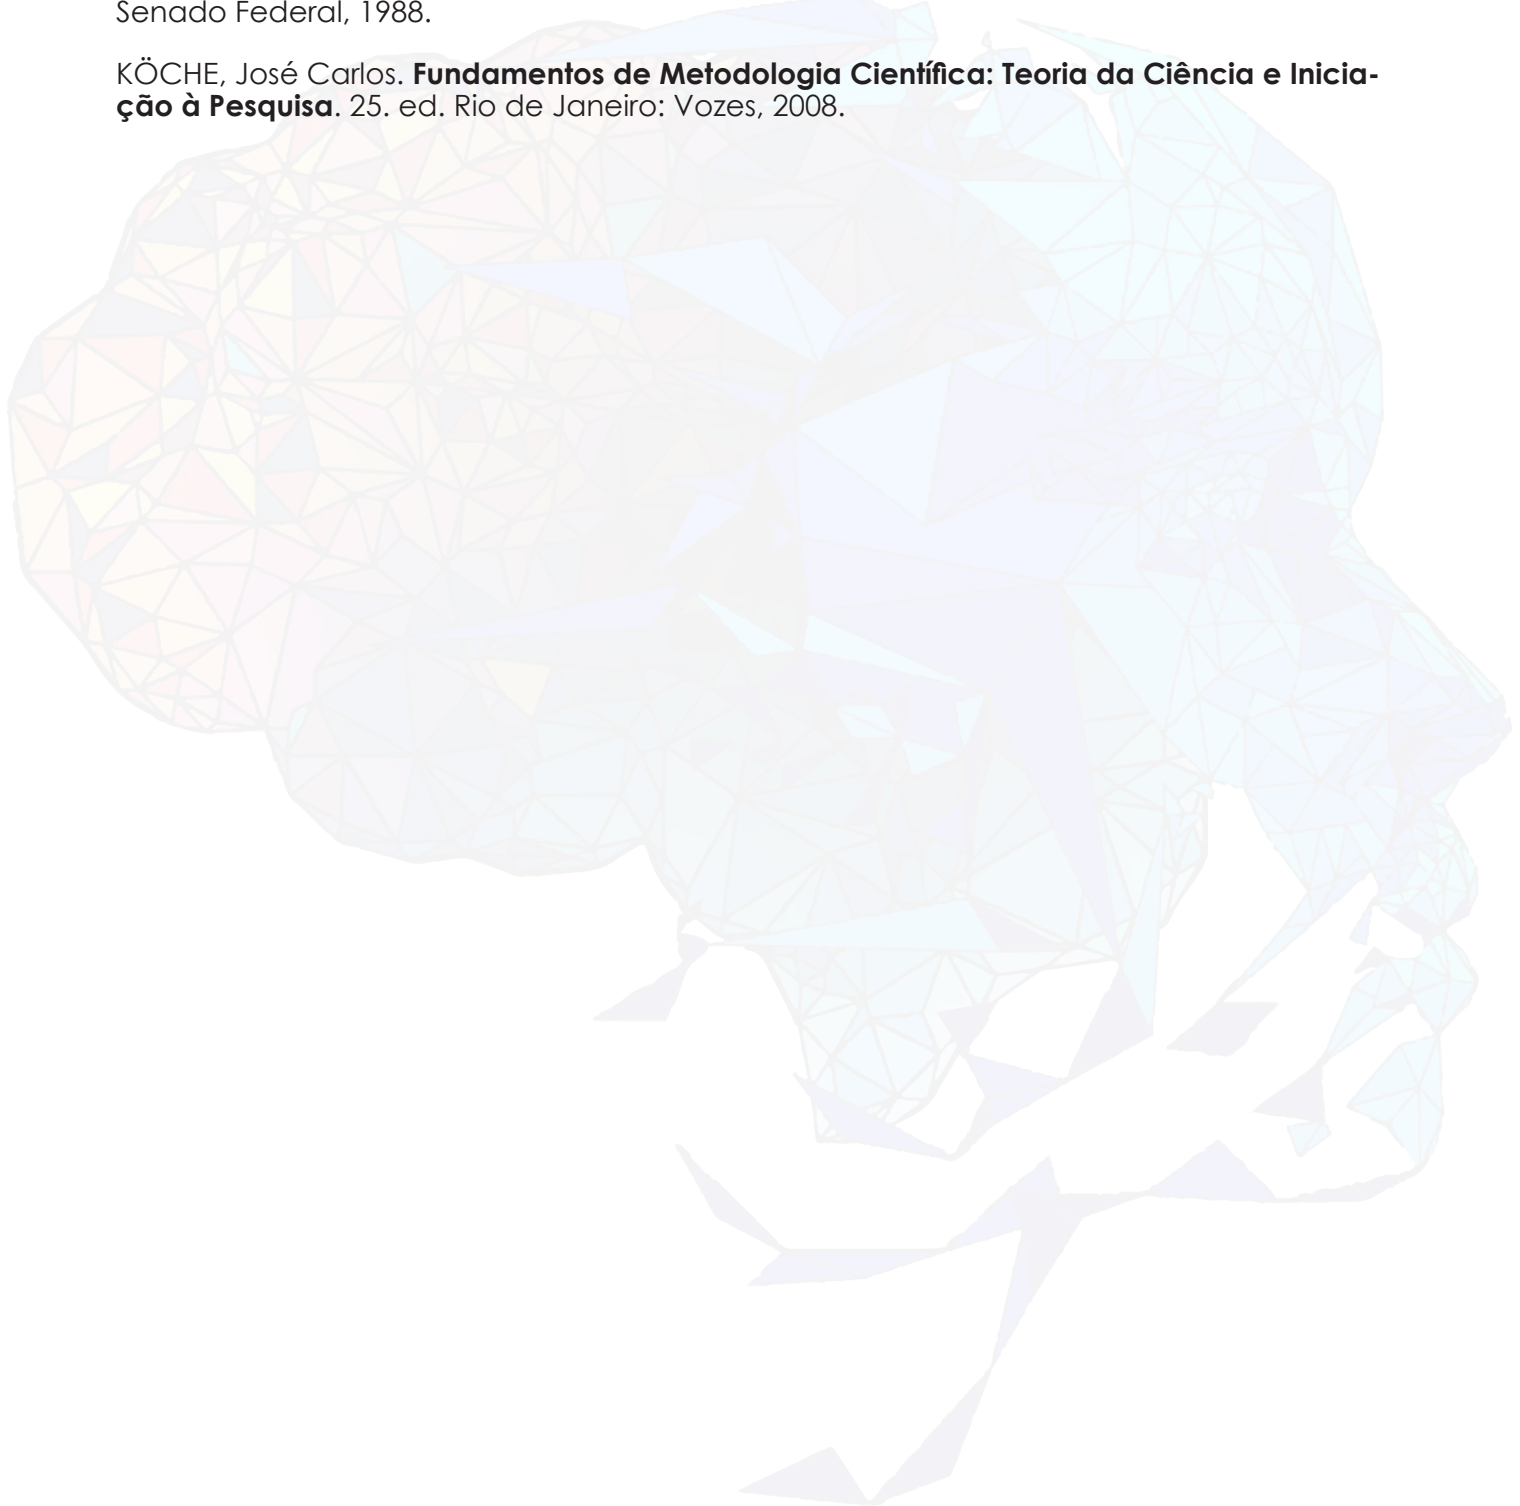 Senado Federal, 1988.
KÖCHE, José Carlos. Fundamentos de Metodologia Científica: Teoria da Ciência e Inicia-
ção à Pesquisa. 25. ed. Rio de Janeiro: Vozes, 2008.